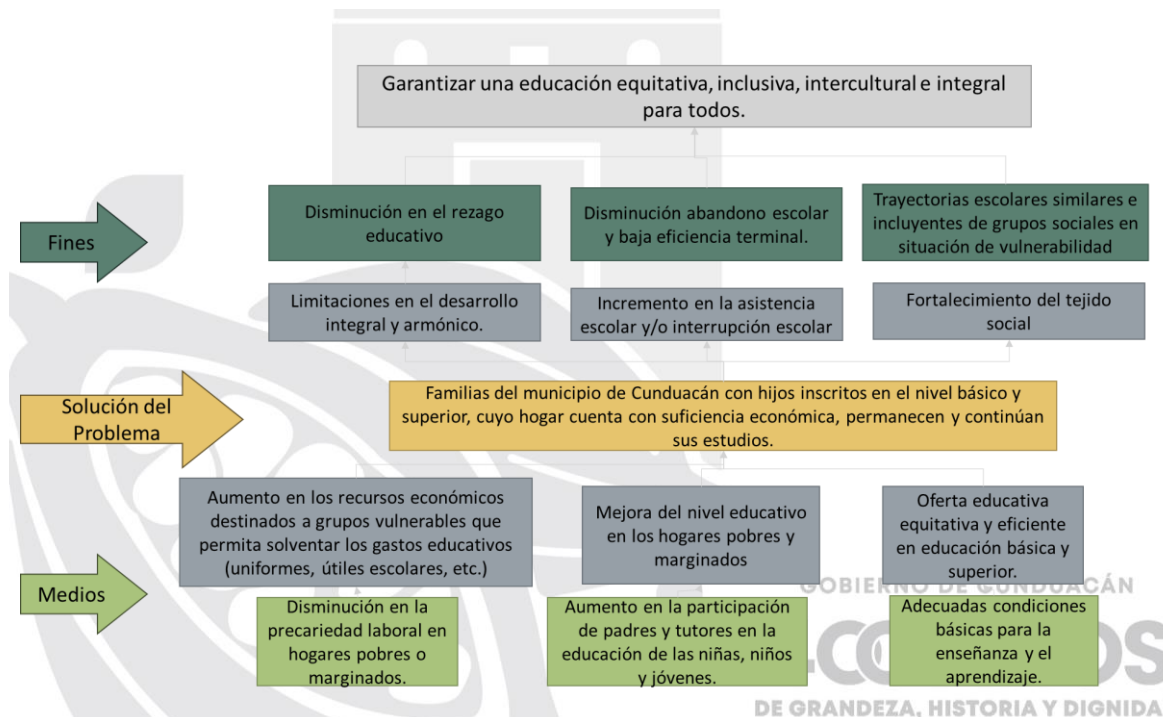 Garantizar una educación equitativa, inclusiva, intercultural e integral
para todos.
Fines
Disminución en el rezago
educativo
Disminución abandono escolar
y baja eficiencia terminal.
Trayectorias escolares similares e
incluyentes de grupos sociales en
situación de vulnerabilidad
Limitaciones en el desarrollo
integral y armónico.
Incremento en la asistencia
escolar y/o interrupción escolar
Fortalecimiento del tejido
social
Solución del
Problema
Familias del municipio de Cunduacán con hijos inscritos en el nivel básico y
superior, cuyo hogar cuenta con suficiencia económica, permanecen y continúan
sus estudios.
Aumento en los recursos económicos
destinados a grupos vulnerables que
permita solventar los gastos educativos
(uniformes, útiles escolares, etc.)
Mejora del nivel educativo
en los hogares pobres y
marginados
Oferta educativa
equitativa y eficiente
en educación básica y
superior.
Medios
GOBIERNO DE CUNDUACÁN
Disminución en la
precariedad laboral en
hogares pobres o
marginados.
Aumento en la participación
de padres y tutores en la
educación de las niñas, niños
y jóvenes.
Adecuadas condiciones
básicas para la
enseñanza y el
aprendizaje.
DE GRANDEZA, HISTORIA Y DIGNIDA